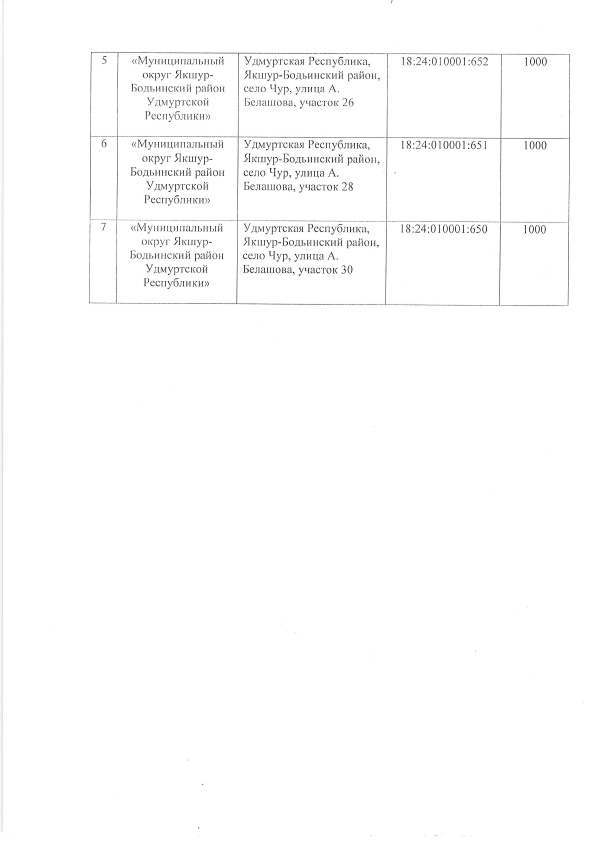 5
«Муниципальный
округ Якшур-
Бодьинский район
Удмуртской
Республики»
Удмуртская Республика,
Якшур-Бодьинский район,
село Чур, улица А.
Белашова, участок 26
18:24:010001:652
1000
6
«Муниципальный
округ Якшур-
Бодьинский район
Удмуртской
Республики»
Удмуртская Республика,
Якшур-Бодьинский район,
село Чур, улица А.
Белашова, участок 28
18:24:010001:651
1000
7
«Муниципальный
округ Якшур-
Бодьинский район
Удмуртской
Республики»
Удмуртская Республика,
Якшур-Бодьинский район,
село Чур, улица А.
Белашова, участок 30
18:24:010001:650
1000